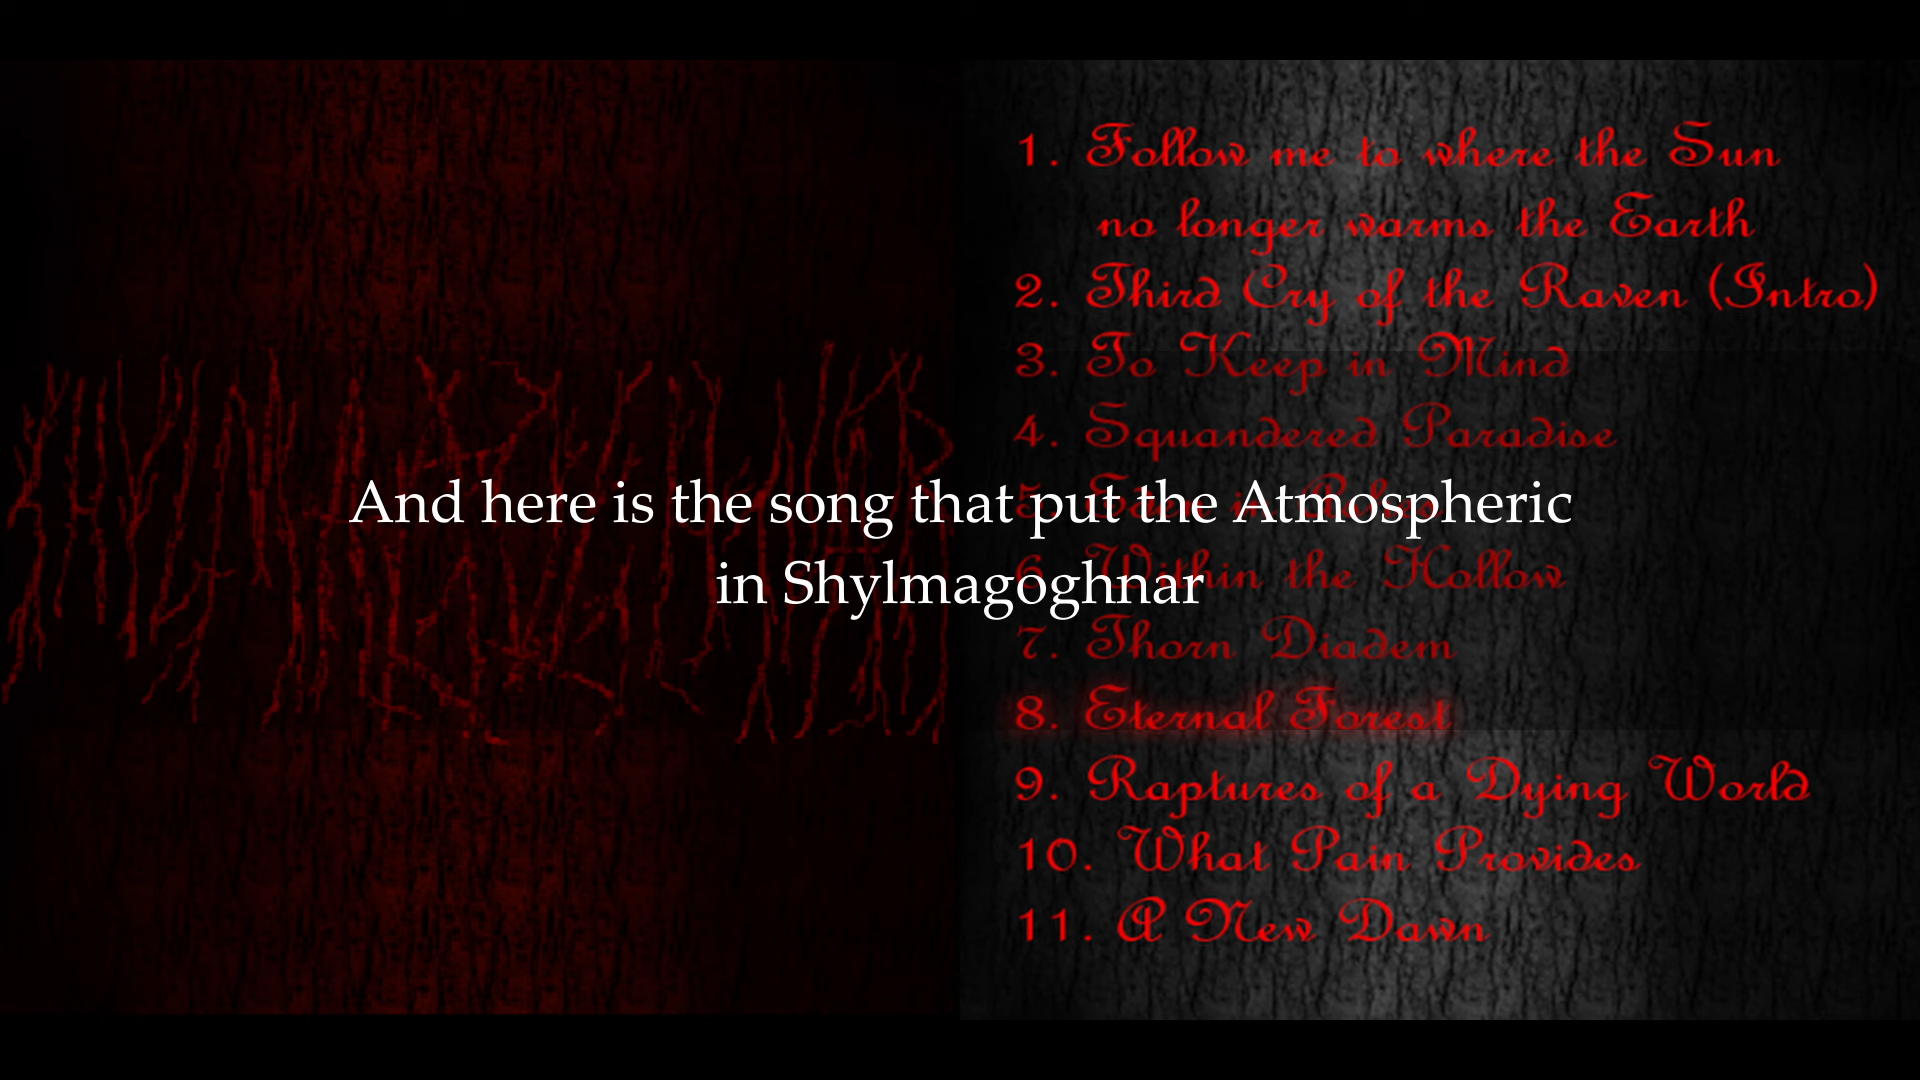 1. Follow me to where the Sun
no longer warms the Earth
2. Third Cry of the Raven (Intro)
3. To Keep in Mind
4. Squandered Paradise
And here is the song that put the Atmospheric
5.
in Shylmagoghnar
6. Within the Hollow
7. Thorn Diadem
8. Eternal Forest
9. Raptures of a Dying World
10. What Pain Provides
11. A New Dawn